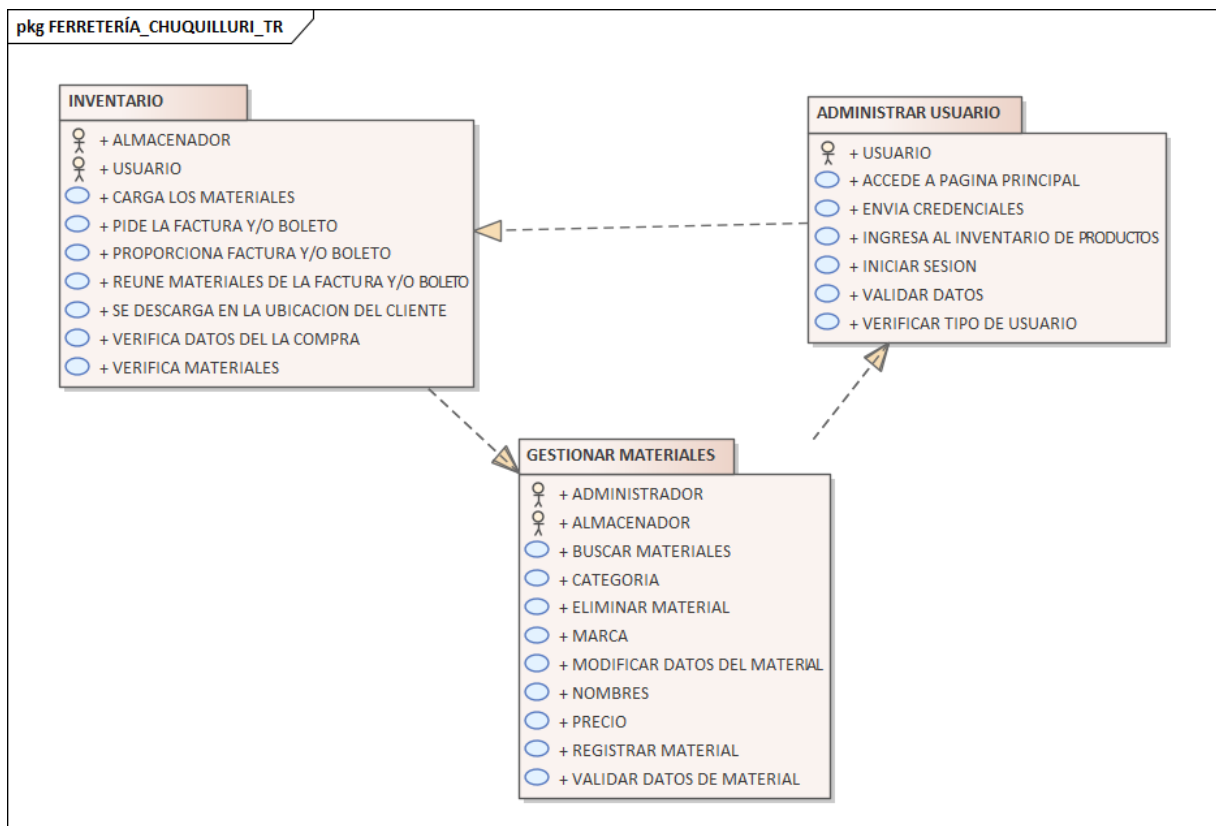 pkg FERRETERÍA_CHUQUILLURI_TR
INVENTARIO
+ ALMACENADOR
+ USUARIO
+ CARGA LOS MATERIALES
+ PIDE LA FACTURA Y/O BOLETO
+ PROPORCIONA FACTURA Y/O BOLETO
+ REUNE MATERIALES DE LA FACTURA Y/O BOLETO
+ SE DESCARGA EN LA UBICACION DEL CLIENTE
+ VERIFICA DATOS DEL LA COMPRA
+ VERIFICA MATERIALES
ADMINISTRAR USUARIO
+ USUARIO
+ ACCEDE A PAGINA PRINCIPAL
+ ENVIA CREDENCIALES
+ INGRESA AL INVENTARIO DE PRODUCTOS
+ INICIAR SESION
+ VALIDAR DATOS
+ VERIFICAR TIPO DE USUARIO
GESTIONAR MATERIALES
+ ADMINISTRADOR
+ ALMACENADOR
+ BUSCAR MATERIALES
+ CATEGORIA
+ ELIMINAR MATERIAL
+ MARCA
+ MODIFICAR DATOS DEL MATERIAL
+ NOMBRES
+ PRECIO
+ REGISTRAR MATERIAL
+ VALIDAR DATOS DE MATERIAL